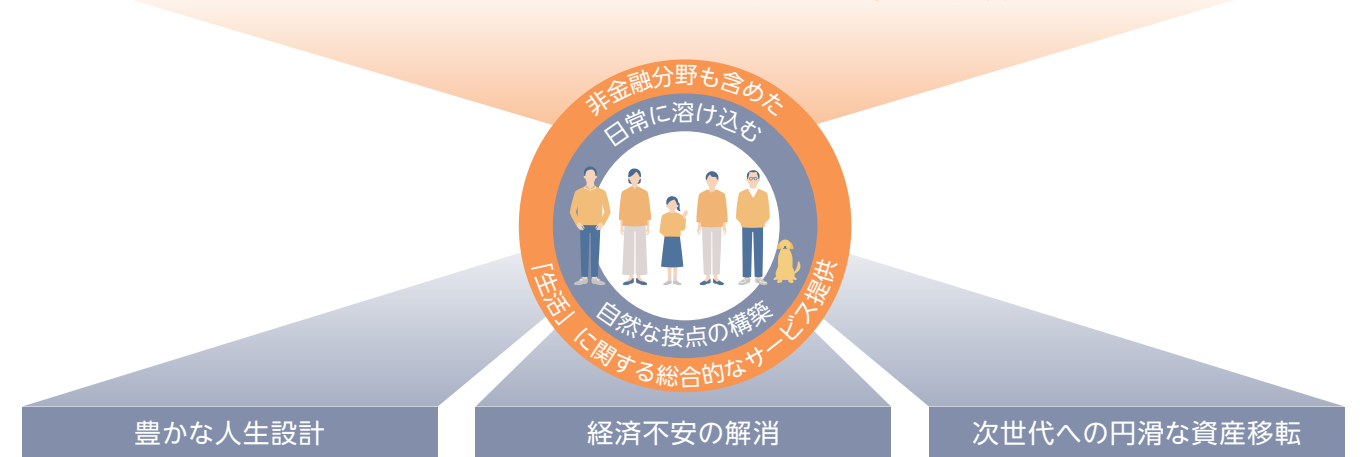 非金融分野も含めた
日常に溶け込む
自然な接点の構築
「生活」に関する総合的なサービス提供
豊かな人生設計
経済不安の解消
次世代への円滑な資産移転